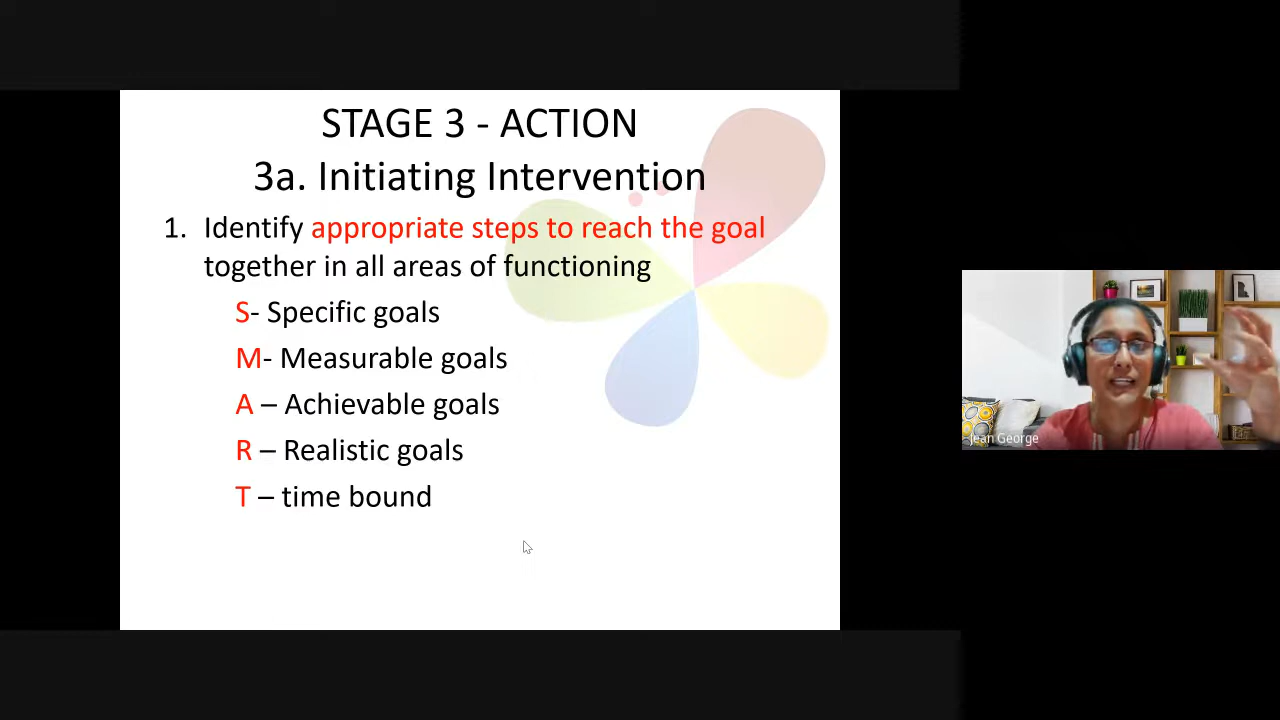 STAGE 3 - ACTION
3a. Initiating Intervention
1. Identify appropriate steps to reach the goal
together in all areas of functioning
S- Specific goals
M- Measurable goals
A – Achievable goals
R – Realistic goals
T – time bound
Jean George